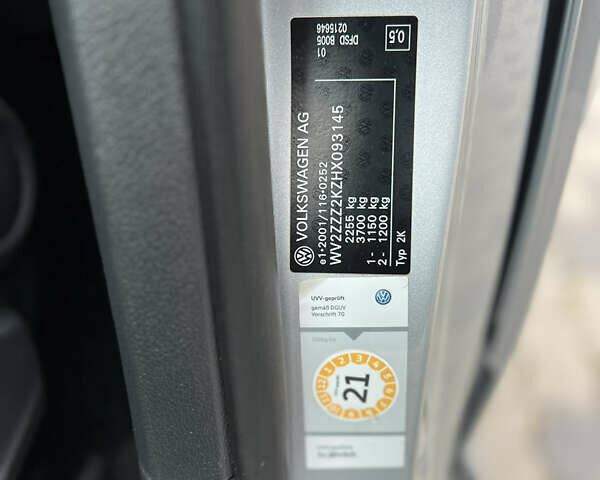 VOLKSWAGEN AG
e1*2001/116*0252
WV2ZZZ2KZHX093145
2255 kg
3700 kg
1- 1150 kg
2- 1200 kg
Typ 2K
01
DFSD B005
0215646
0,5
UVV-geprüft
gemäß DGUV
Vorschrift 70
21